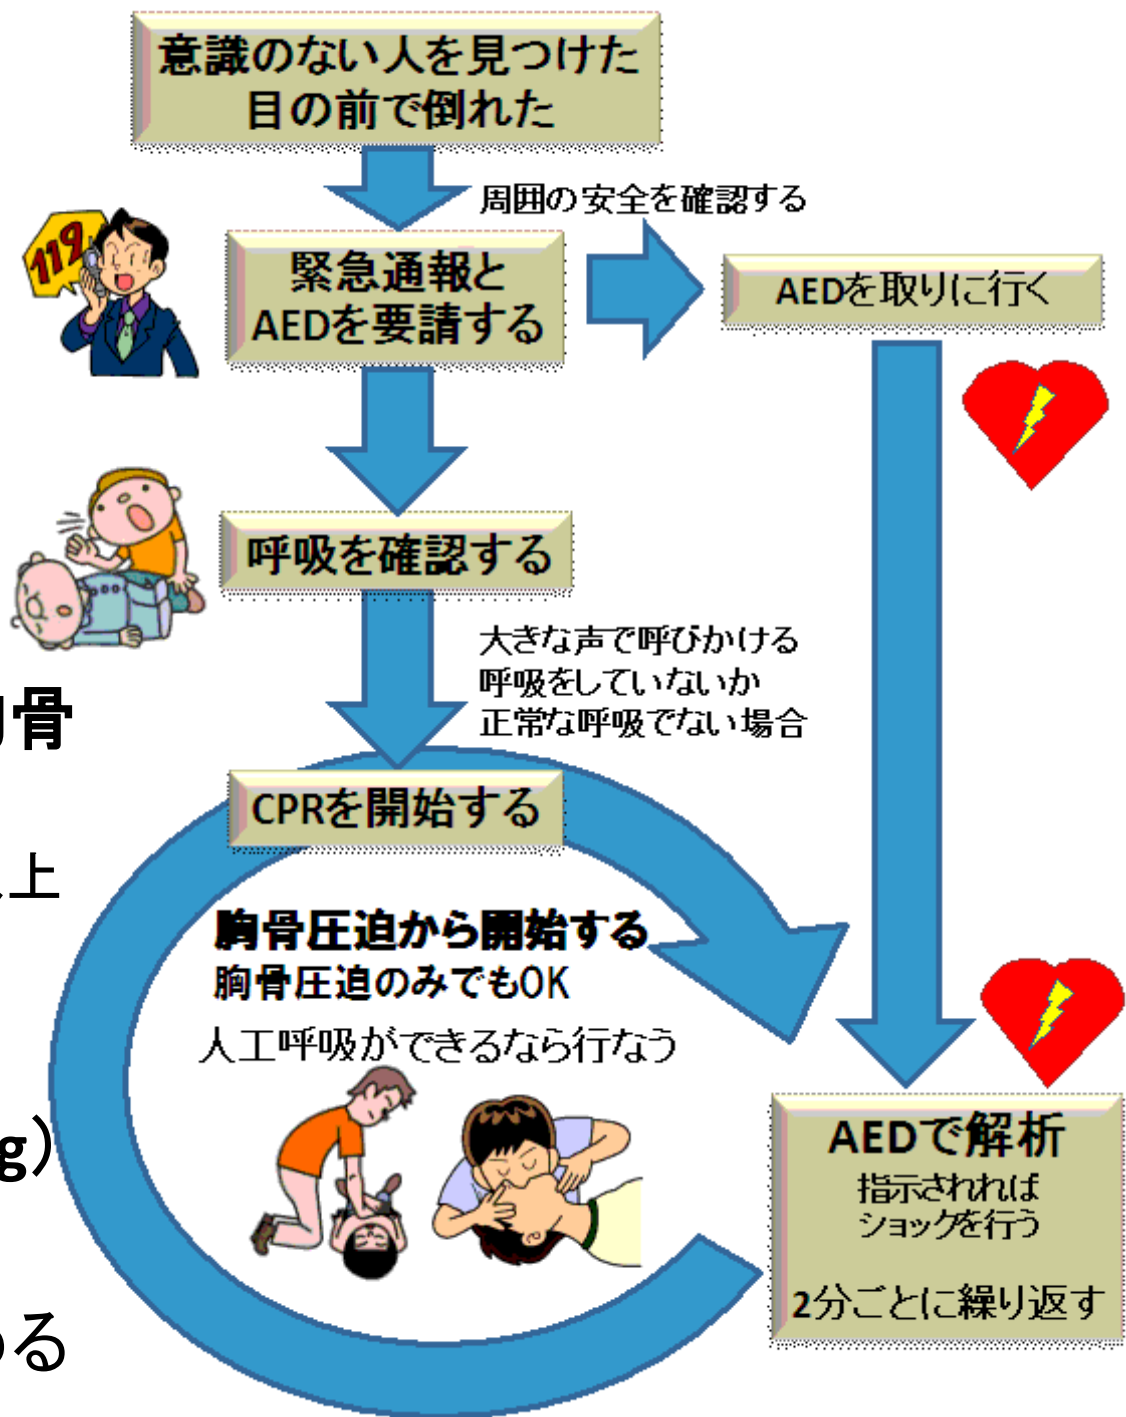 意識のない人を見つけた
目の前で倒れた
周囲の安全を確認する
119
緊急通報と
AEDを要請する
AEDを取りに行く
呼吸を確認する
大きな声で呼びかける
呼吸をしていないか
正常な呼吸でない場合
骨
CPRを開始する
上
胸骨圧迫から開始する
胸骨圧迫のみでもOK
人工呼吸ができるなら行なう
g)
AEDで解析
指示されれば
ショックを行う
2分ごとに繰り返す
る